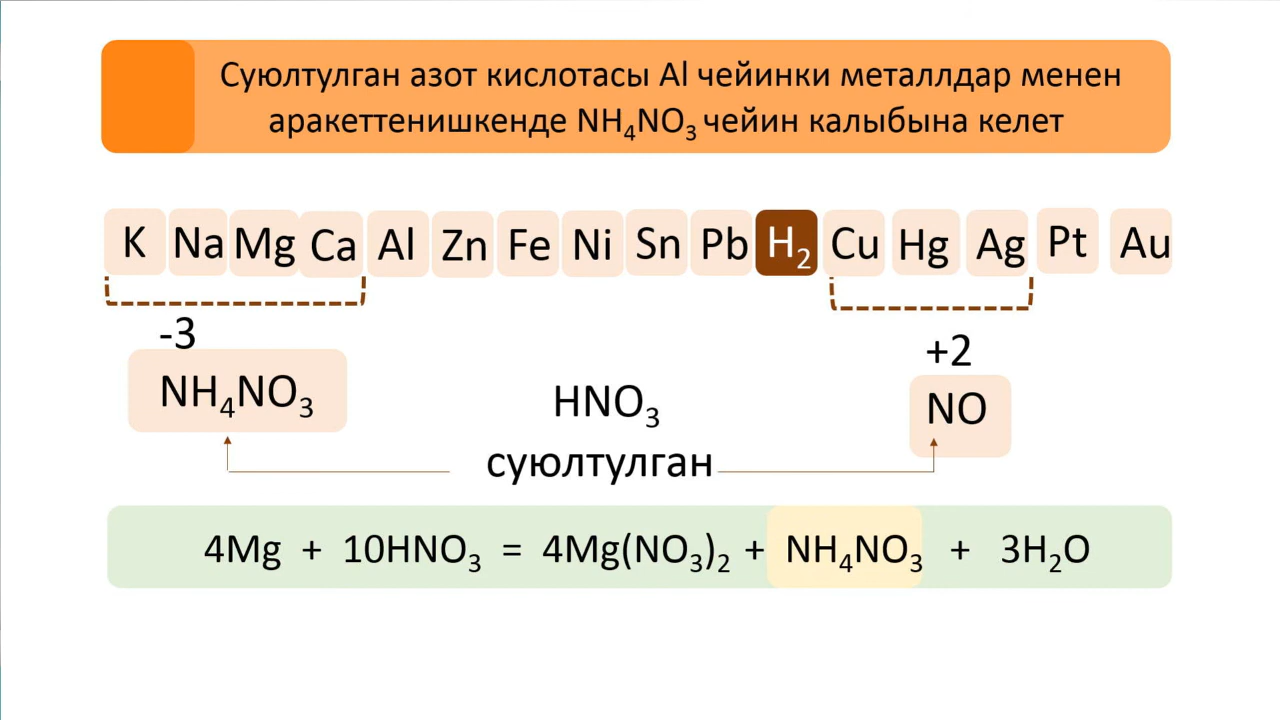 Суюлтулган азот кислотасы Al чейинки металлдар менен
аракеттенишкенде NH₄NO₃ чейин калыбына келет
K Na Mg Ca Al Zn Fe Ni Sn Pb H₂ Cu Hg Ag Pt Au
-3
+2
NH₄NO₃
HNO₃
NO
суюлтулган
4Mg + 10HNO₃ = 4Mg(NO₃)₂ + NH₄NO₃ + 3H₂O